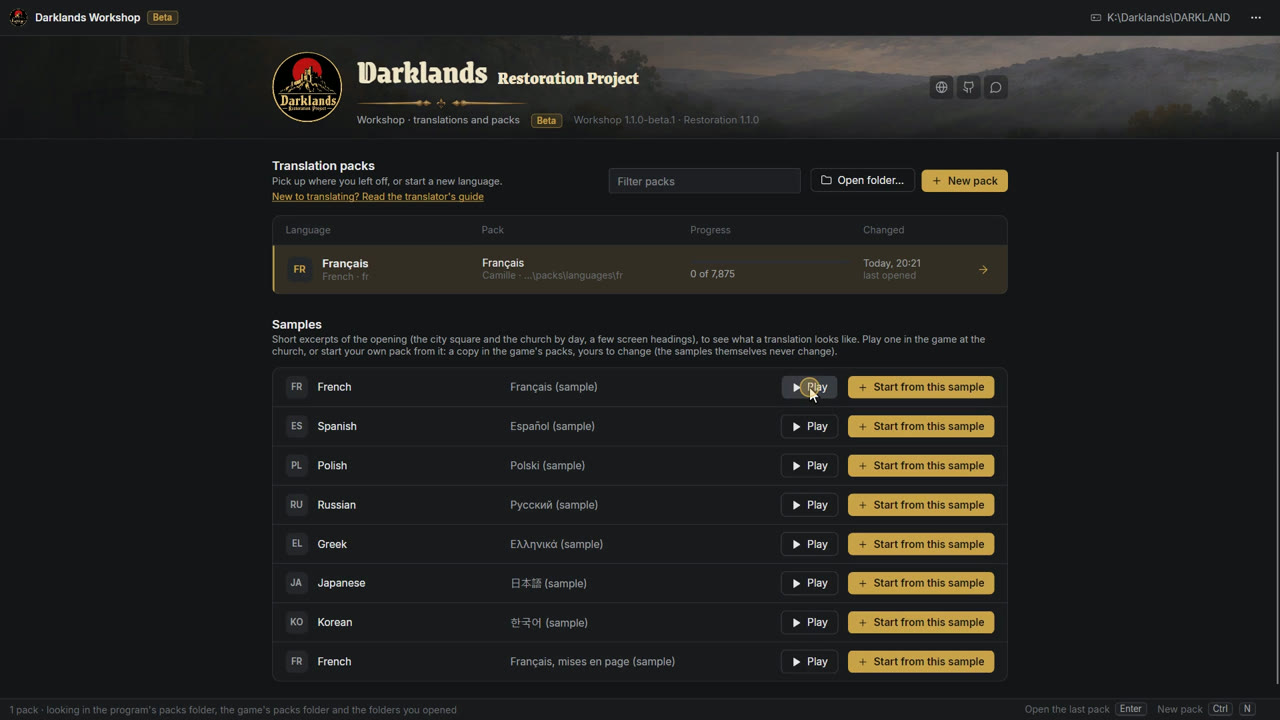 Darklands Workshop Beta
K:\Darklands\DARKLAND
Darklands Restoration Project
Darklands
Restoration Project
Workshop · translations and packs Beta Workshop 1.1.0-beta.1 · Restoration 1.1.0
Translation packs
Pick up where you left off, or start a new language.
New to translating? Read the translator's guide
Filter packs
Open folder...
+ New pack
Language Pack Progress Changed
FR Français Français 0 of 7,875 Today, 20:21
French · fr Camille · ...\packs\languages\fr last opened
Samples
Short excerpts of the opening (the city square and the church by day, a few screen headings), to see what a translation looks like. Play one in the game at the
church, or start your own pack from it: a copy in the game's packs, yours to change (the samples themselves never change).
FR French Français (sample) Play + Start from this sample
ES Spanish Español (sample) Play + Start from this sample
PL Polish Polski (sample) Play + Start from this sample
RU Russian Русский (sample) Play + Start from this sample
EL Greek Ελληνικά (sample) Play + Start from this sample
JA Japanese 日本語 (sample) Play + Start from this sample
KO Korean 한국어 (sample) Play + Start from this sample
FR French Français, mises en page (sample) Play + Start from this sample
1 pack · looking in the program's packs folder, the game's packs folder and the folders you opened
Open the last pack Enter New pack Ctrl N